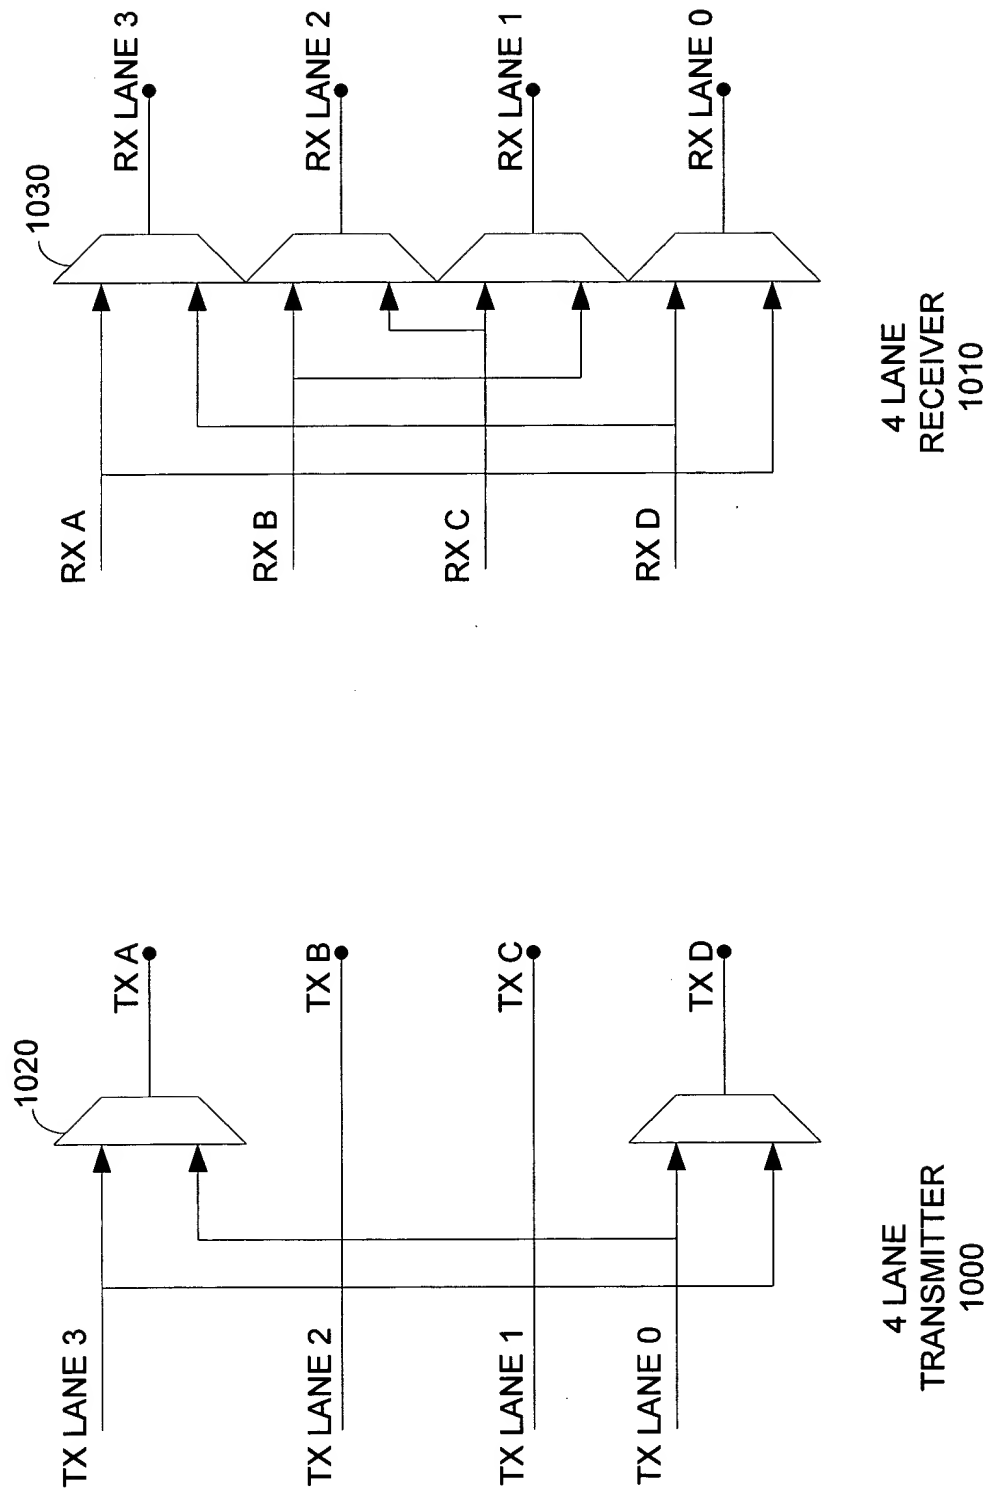 TX LANE 3
1020
TX A
TX LANE 2
TX B
TX LANE 1
TX C
TX LANE 0
TX D
4 LANE
TRANSMITTER
1000
RX A
1030
RX LANE 3
RX B
RX LANE 2
RX C
RX LANE 1
RX D
RX LANE 0
4 LANE
RECEIVER
1010